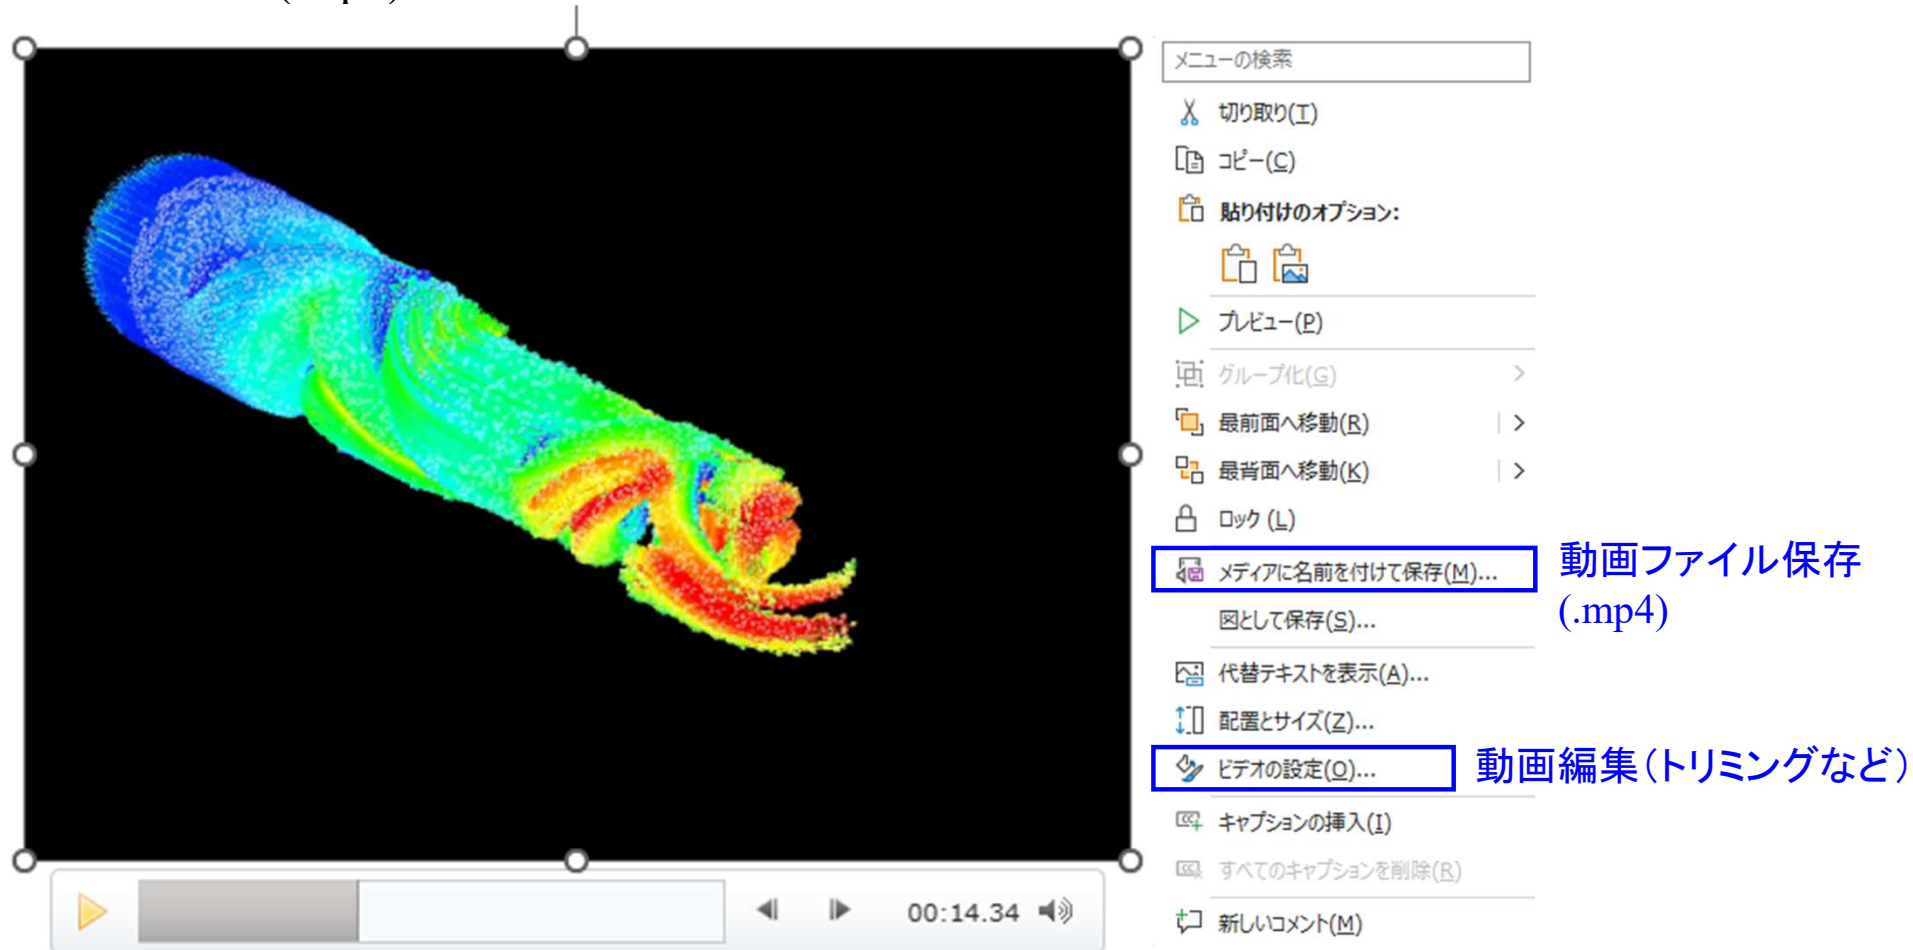 メニューの検索
切り取り(T)
コピー(C)
貼り付けのオプション:
プレビュー(P)
グループ化(G)
最前面へ移動(R)
最背面へ移動(K)
ロック (L)
メディアに名前を付けて保存(M)...
動画ファイル保存
(.mp4)
図として保存(S)...
代替テキストを表示(A)...
配置とサイズ(Z)...
ビデオの設定(O)...
動画編集(トリミングなど)
キャプションの挿入(I)
すべてのキャプションを削除(R)
新しいコメント(M)
00:14.34